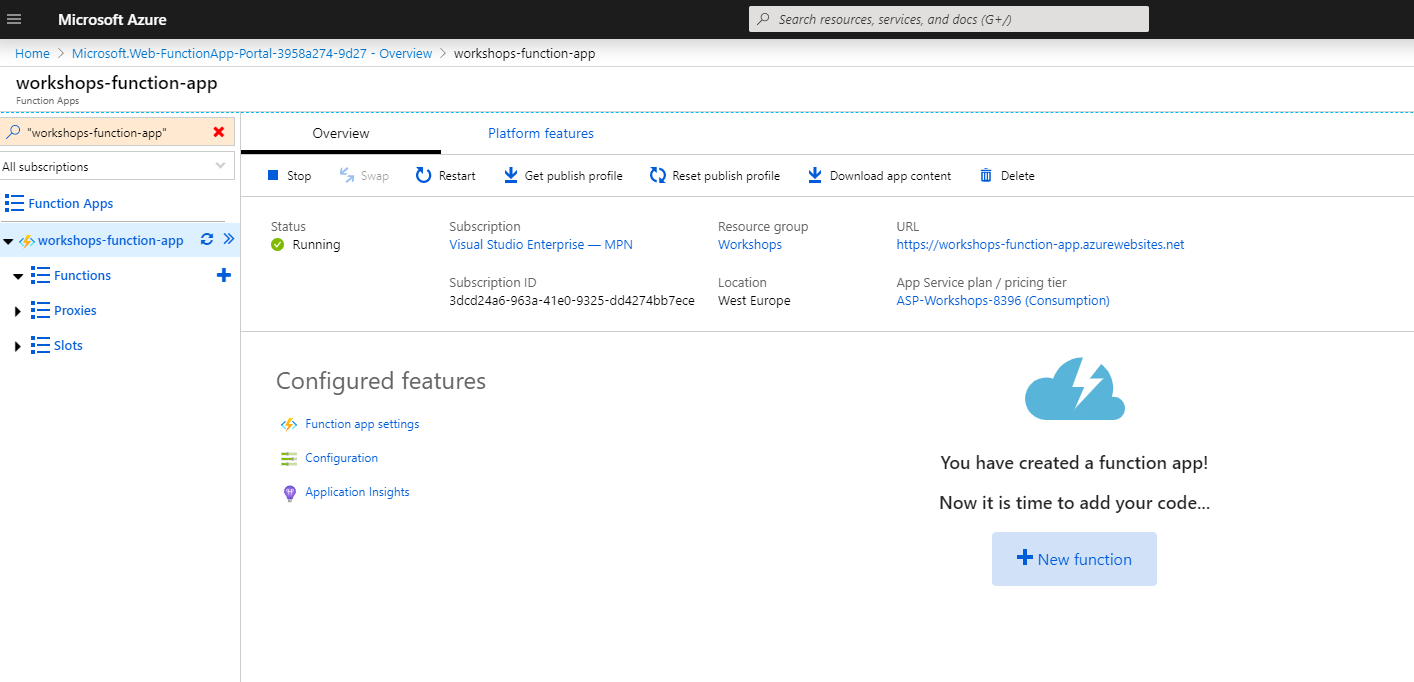 Microsoft Azure
Search resources, services, and docs (G+/)
Home > Microsoft.Web-FunctionApp-Portal-3958a274-9d27 - Overview > workshops-function-app
workshops-function-app
Function Apps
"workshops-function-app"
All subscriptions
Function Apps
workshops-function-app
Functions
Proxies
Slots
Overview Platform features
Stop Swap Restart Get publish profile Reset publish profile Download app content Delete
Status Subscription Resource group URL
Running Visual Studio Enterprise — MPN Workshops https://workshops-function-app.azurewebsites.net
Subscription ID Location App Service plan / pricing tier
3dcd24a6-963a-41e0-9325-dd4274bb7ece West Europe ASP-Workshops-8396 (Consumption)
Configured features
Function app settings
Configuration
Application Insights
You have created a function app!
Now it is time to add your code...
New function